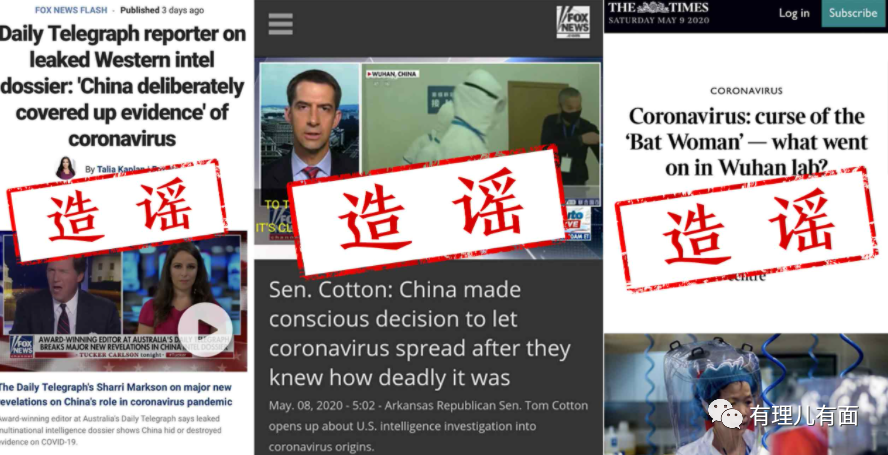 FOX NEWS FLASH · Published 3 days ago
Daily Telegraph reporter on
leaked Western intel
dossier: 'China deliberately
covered up evidence' of
coronavirus
By Talia Kaplan
造谣
FOX
NEWS
AWARD-WINNING EDITOR AT AUSTRALIA'S DAILY TELEGRAPH
BREAKS MAJOR NEW REVELATIONS IN CHINA INTEL DOSSIER
TUCKER CARLSON tonight
The Daily Telegraph's Sharri Markson on major new
revelations on China's role in coronavirus pandemic
Award-winning editor at Australia's Daily Telegraph says leaked
multinational intelligence dossier shows China hid or destroyed
evidence on COVID-19.
FOX
NEWS
WUHAN, CHINA
TO T
IT'S CL
造谣
Sen. Cotton: China made
conscious decision to let
coronavirus spread after they
knew how deadly it was
May. 08, 2020 - 5:02 - Arkansas Republican Sen. Tom Cotton
opens up about U.S. intelligence investigation into
coronavirus origins.
THE TIMES
SATURDAY MAY 9 2020
Log in
Subscribe
CORONAVIRUS
Coronavirus: curse of the
‘Bat Woman’ — what went
on in Wuhan lab?
造谣
centre
有理儿有面